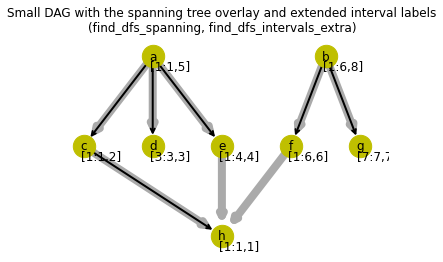 Small DAG with the spanning tree overlay and extended interval labels
(find_dfs_spanning, find_dfs_intervals_extra)
a
[1:1,5]
b
[1:6,8]
c
[1:1,2]
d
[3:3,3]
e
[1:4,4]
f
[1:6,6]
g
[7:7,7
h
[1:1,1]